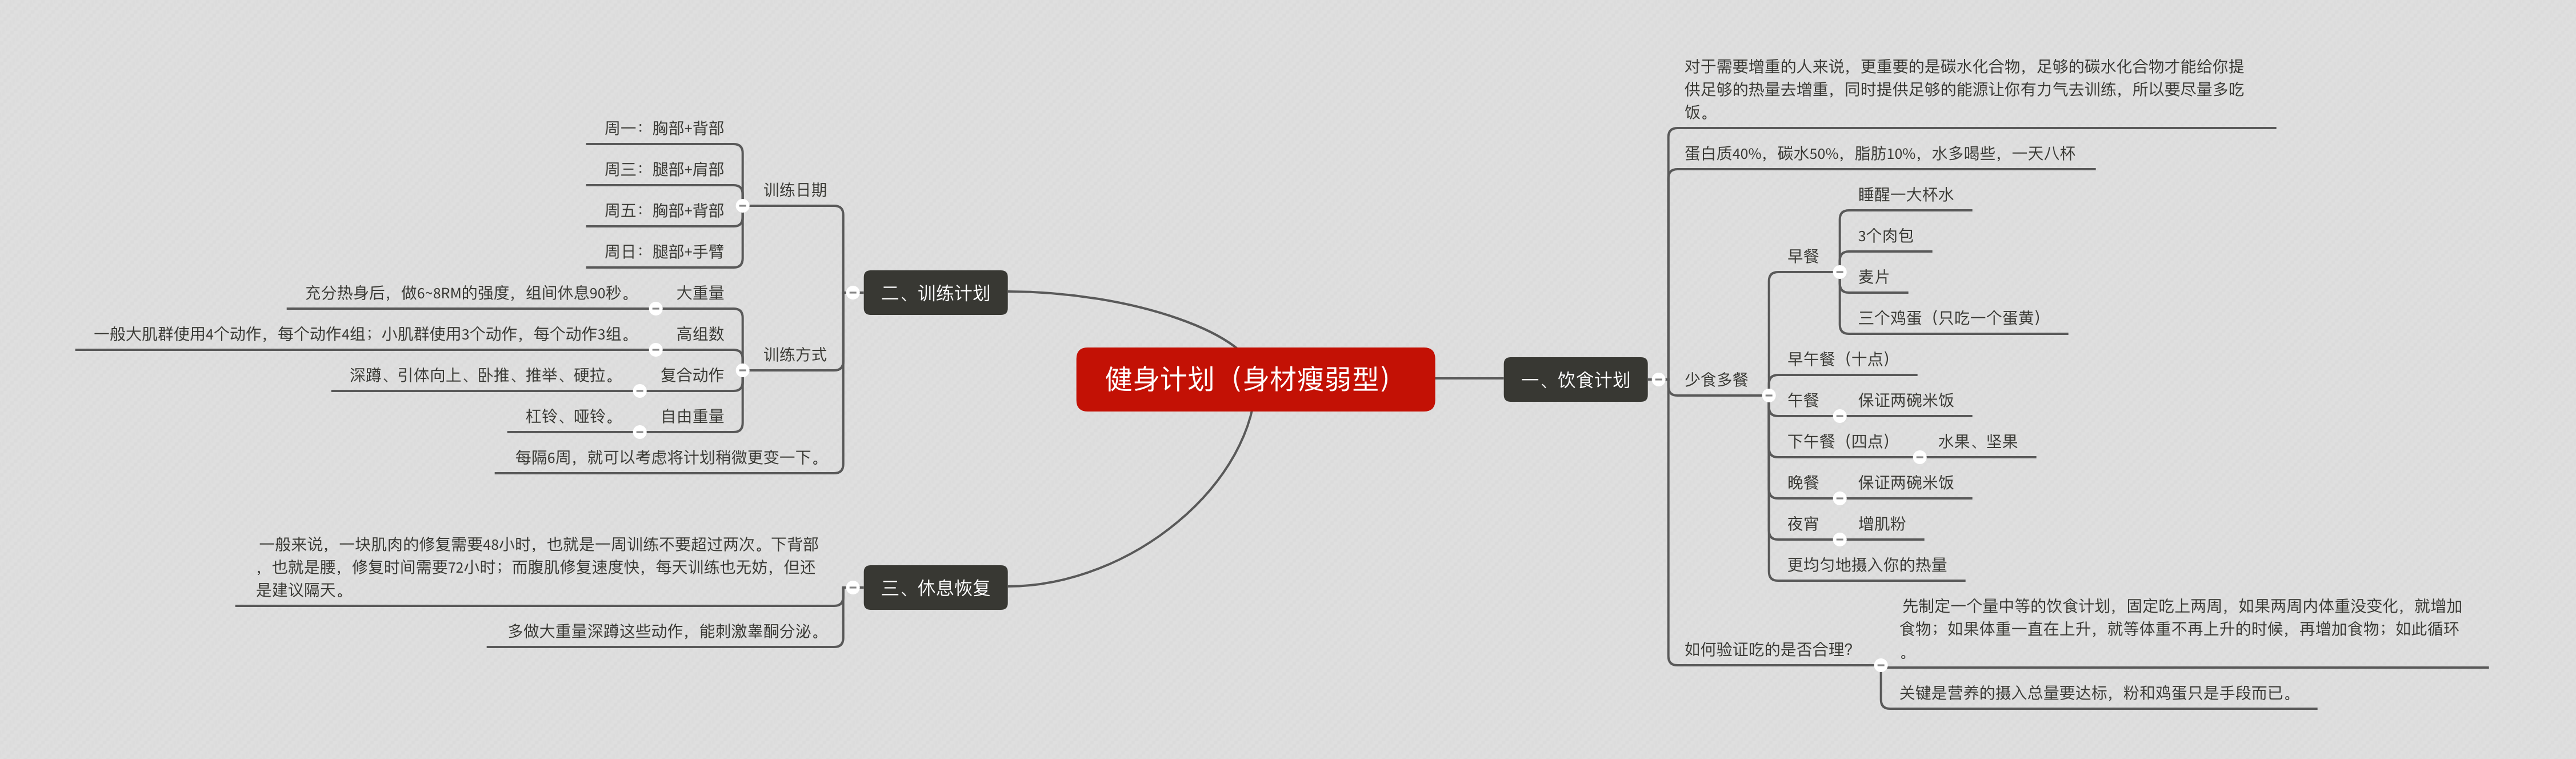 健身计划（身材瘦弱型）
一、饮食计划
对于需要增重的人来说，更重要的是碳水化合物，足够的碳水化合物才能给你提
供足够的热量去增重，同时提供足够的能源让你有力气去训练，所以要尽量多吃
饭。
蛋白质40%，碳水50%，脂肪10%，水多喝些，一天八杯
少食多餐
早餐
睡醒一大杯水
3个肉包
麦片
三个鸡蛋（只吃一个蛋黄）
早午餐（十点）
午餐
保证两碗米饭
下午餐（四点）
水果、坚果
晚餐
保证两碗米饭
夜宵
增肌粉
更均匀地摄入你的热量
如何验证吃的是否合理？
先制定一个量中等的饮食计划，固定吃上两周，如果两周内体重没变化，就增加
食物；如果体重一直在上升，就等体重不再上升的时候，再增加食物；如此循环
。
关键是营养的摄入总量要达标，粉和鸡蛋只是手段而已。
二、训练计划
训练日期
周一：胸部+背部
周三：腿部+肩部
周五：胸部+背部
周日：腿部+手臂
训练方式
大重量
充分热身后，做6~8RM的强度，组间休息90秒。
高组数
一般大肌群使用4个动作，每个动作4组；小肌群使用3个动作，每个动作3组。
复合动作
深蹲、引体向上、卧推、推举、硬拉。
自由重量
杠铃、哑铃。
每隔6周，就可以考虑将计划稍微更变一下。
三、休息恢复
一般来说，一块肌肉的修复需要48小时，也就是一周训练不要超过两次。下背部
，也就是腰，修复时间需要72小时；而腹肌修复速度快，每天训练也无妨，但还
是建议隔天。
多做大重量深蹲这些动作，能刺激睾酮分泌。